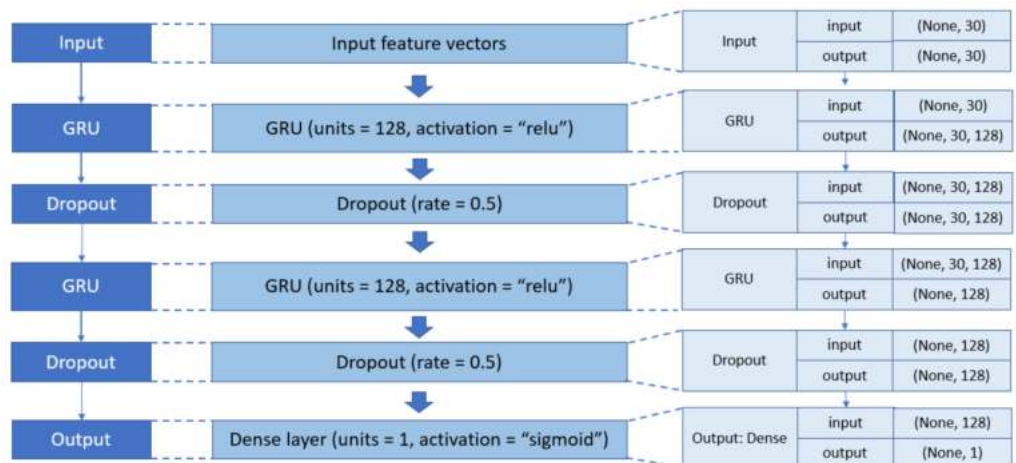 Input
Input feature vectors
Input
input
(None, 30)
output
(None, 30)
GRU
GRU (units = 128, activation = “relu”)
GRU
input
(None, 30)
output
(None, 30, 128)
Dropout
Dropout (rate = 0.5)
Dropout
input
(None, 30, 128)
output
(None, 30, 128)
GRU
GRU (units = 128, activation = “relu”)
GRU
input
(None, 30, 128)
output
(None, 128)
Dropout
Dropout (rate = 0.5)
Dropout
input
(None, 128)
output
(None, 128)
Output
Dense layer (units = 1, activation = “sigmoid”)
Output: Dense
input
(None, 128)
output
(None, 1)